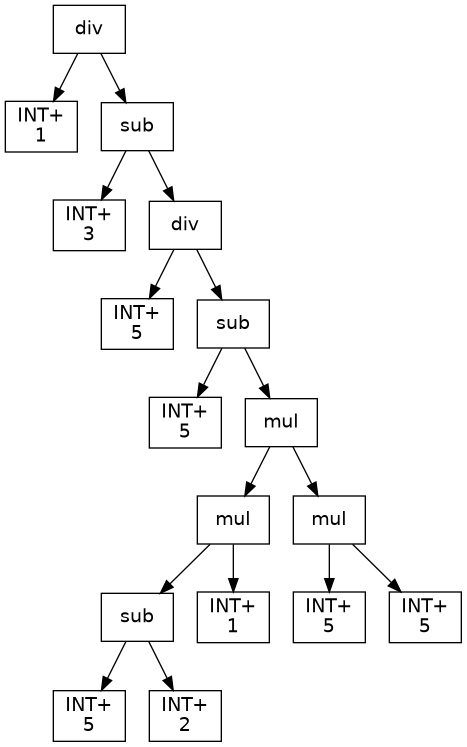 div
INT+
1
sub
INT+
3
div
INT+
5
sub
INT+
5
mul
mul
mul
sub
INT+
1
INT+
5
INT+
5
INT+
5
INT+
2